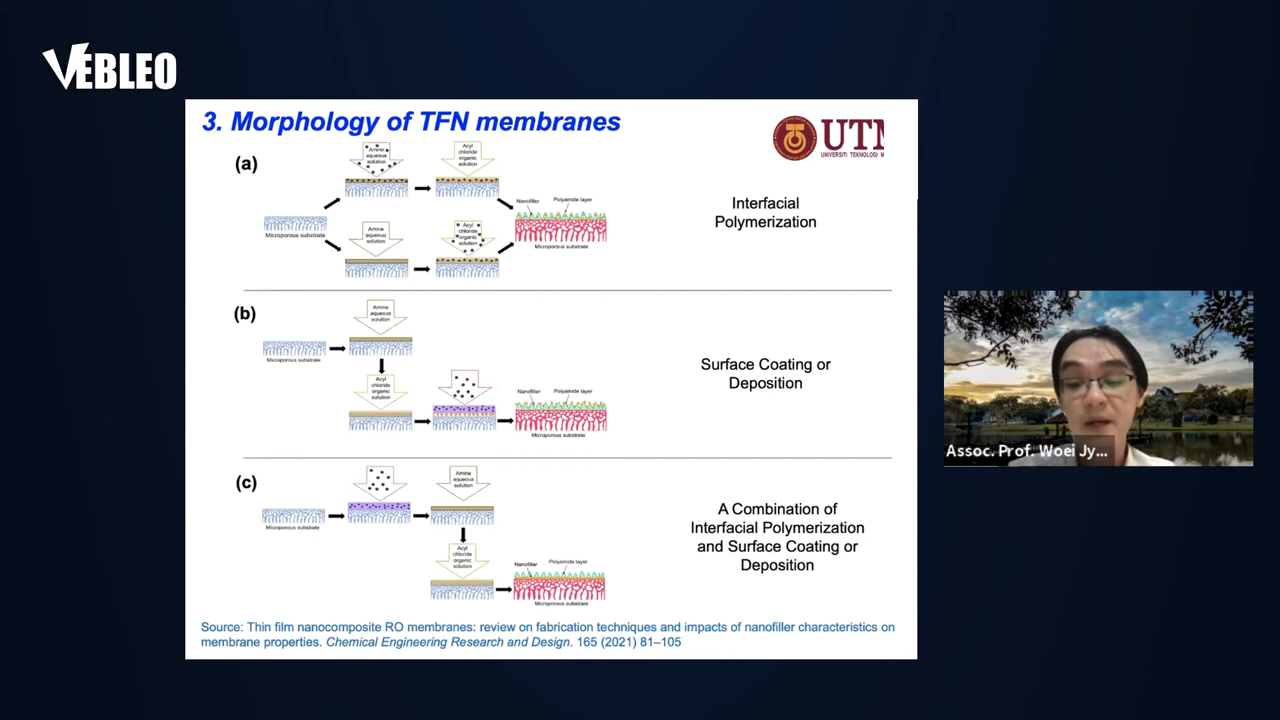 VEBLEO
3. Morphology of TFN membranes
UTM
UNIVERSITI TEKNOLOGI M
(a)
Amine
aqueous
solution
Acyl
chloride
organic
solution
Microporous substrate
Amine
aqueous
solution
Acyl
chloride
organic
solution
Nanofiller
Polyamide layer
Microporous substrate
Interfacial
Polymerization
(b)
Amine
aqueous
solution
Microporous substrate
Acyl
chloride
organic
solution
Nanofiller
Polyamide layer
Microporous substrate
Surface Coating or
Deposition
(c)
Amine
aqueous
solution
Microporous substrate
Acyl
chloride
organic
solution
Nanofiller
Polyamide layer
Microporous substrate
A Combination of
Interfacial Polymerization
and Surface Coating or
Deposition
Source: Thin film nanocomposite RO membranes: review on fabrication techniques and impacts of nanofiller characteristics on
membrane properties. Chemical Engineering Research and Design. 165 (2021) 81–105
Assoc. Prof. Woei Jy...